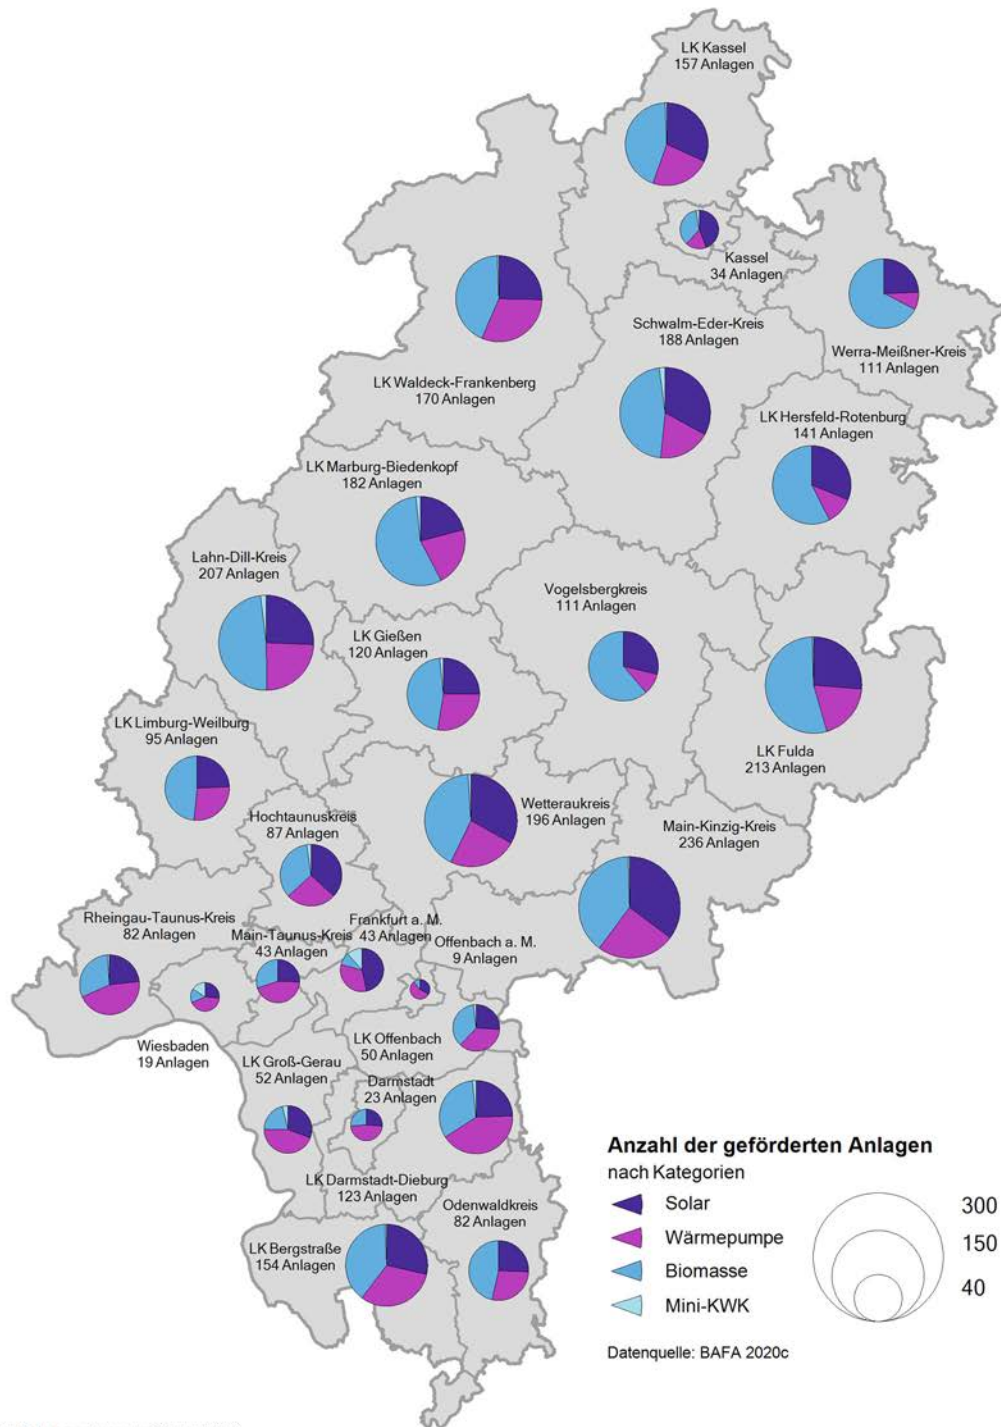 LK Kassel
157 Anlagen
Kassel
34 Anlagen
Werra-Meißner-Kreis
111 Anlagen
Schwalm-Eder-Kreis
188 Anlagen
LK Waldeck-Frankenberg
170 Anlagen
LK Hersfeld-Rotenburg
141 Anlagen
LK Marburg-Biedenkopf
182 Anlagen
Lahn-Dill-Kreis
207 Anlagen
Vogelsbergkreis
111 Anlagen
LK Gießen
120 Anlagen
LK Limburg-Weilburg
95 Anlagen
LK Fulda
213 Anlagen
Wetteraukreis
196 Anlagen
Hochtaunuskreis
87 Anlagen
Main-Kinzig-Kreis
236 Anlagen
Rheingau-Taunus-Kreis
82 Anlagen
Main-Taunus-Kreis
43 Anlagen
Frankfurt a. M.
43 Anlagen
Offenbach a. M.
9 Anlagen
Wiesbaden
19 Anlagen
LK Offenbach
50 Anlagen
LK Groß-Gerau
52 Anlagen
Darmstadt
23 Anlagen
LK Darmstadt-Dieburg
123 Anlagen
Odenwaldkreis
82 Anlagen
LK Bergstraße
154 Anlagen
Anzahl der geförderten Anlagen
nach Kategorien
Solar
Wärmepumpe
Biomasse
Mini-KWK
300
150
40
Datenquelle: BAFA 2020c